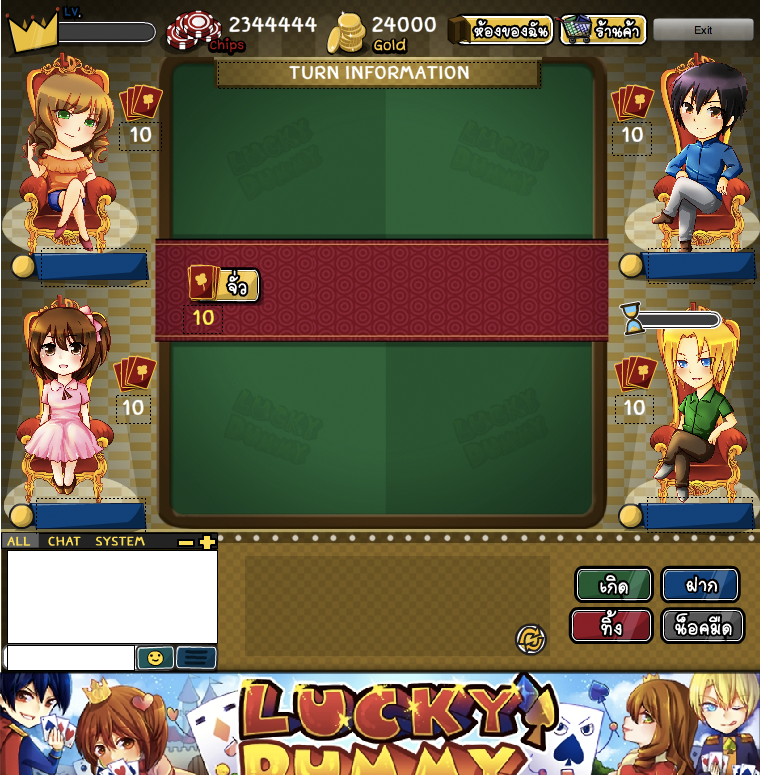 LV.
2344444
Chips
24000
Gold
ห้องของฉัน
ร้านค้า
Exit
TURN INFORMATION
10
10
จั่ว
10
10
10
ALL CHAT SYSTEM
เกิด
ฝาก
ทิ้ง
น็อคมืด
LUCKY
DUMMY